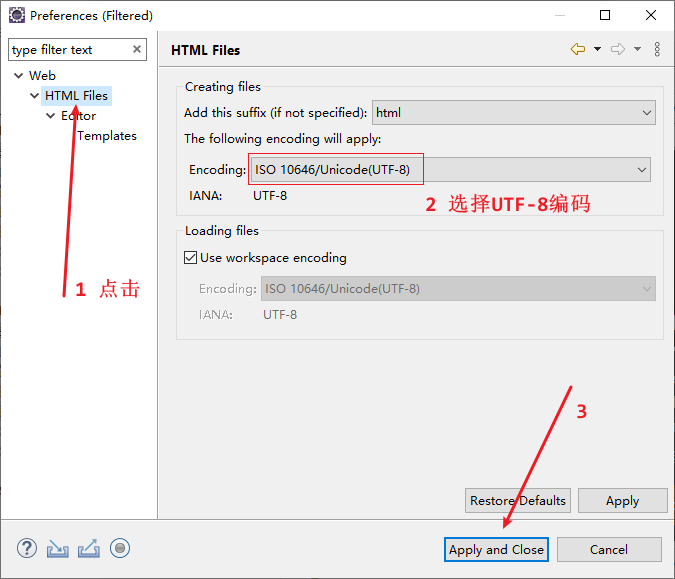 Preferences (Filtered)
type filter text
HTML Files
Web
HTML Files
Editor
Templates
Creating files
Add this suffix (if not specified): html
The following encoding will apply:
Encoding: ISO 10646/Unicode(UTF-8)
IANA: UTF-8
2 选择UTF-8编码
Loading files
Use workspace encoding
Encoding: ISO 10646/Unicode(UTF-8)
IANA: UTF-8
1 点击
3
Restore Defaults
Apply
Apply and Close
Cancel